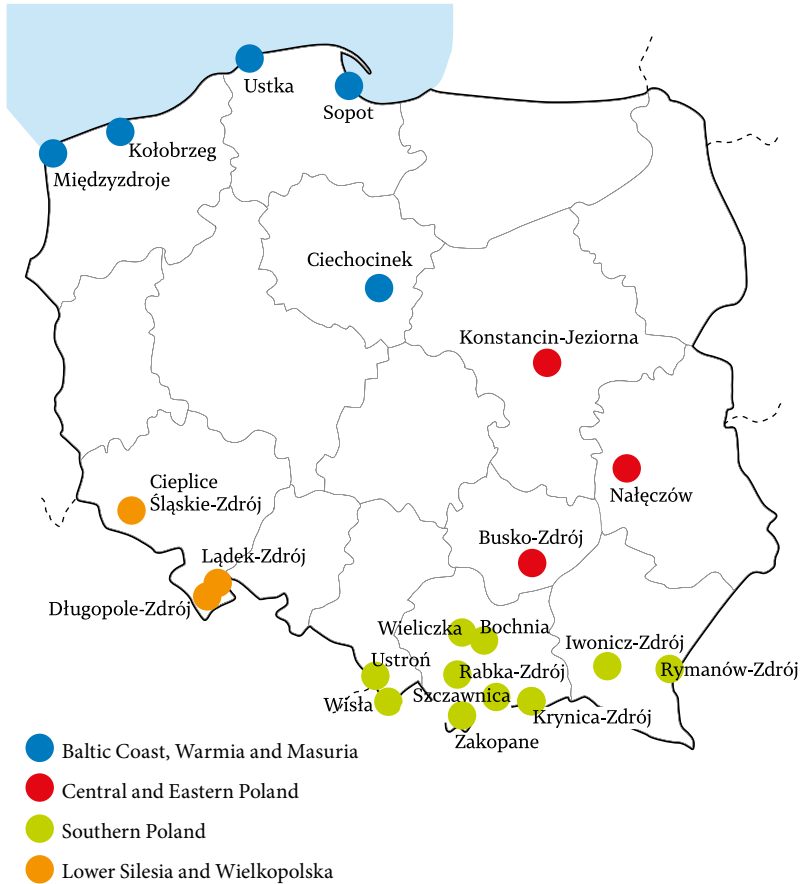 Ustka
Sopot
Kołobrzeg
Międzyzdroje
Ciechocinek
Konstancin-Jeziorna
Cieplice
Śląskie-Zdrój
Nałęczów
Busko-Zdrój
Lądek-Zdrój
Długopole-Zdrój
Wieliczka
Bochnia
Iwonicz-Zdrój
Ustroń
Rabka-Zdrój
Rymanów-Zdrój
Szczawnica
Wisła
Krynica-Zdrój
Zakopane
Baltic Coast, Warmia and Masuria
Central and Eastern Poland
Southern Poland
Lower Silesia and Wielkopolska